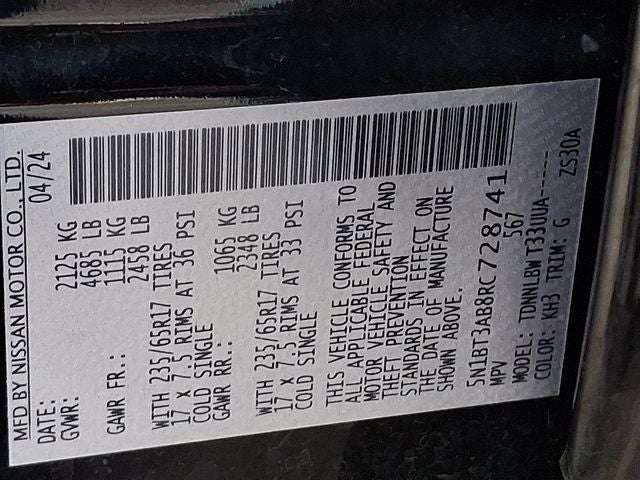 MFD BY NISSAN MOTOR CO., LTD.
DATE: 04/24
GVWR: 2125 KG
4685 LB
GAWR FR.: 1115 KG
2458 LB
WITH 235/65R17 TIRES
17 X 7.5 RIMS AT 36 PSI
COLD SINGLE
GAWR RR.: 1065 KG
2348 LB
WITH 235/65R17 TIRES
17 X 7.5 RIMS AT 33 PSI
COLD SINGLE
THIS VEHICLE CONFORMS TO
ALL APPLICABLE FEDERAL
MOTOR VEHICLE SAFETY AND
THEFT PREVENTION
STANDARDS IN EFFECT ON
THE DATE OF MANUFACTURE
SHOWN ABOVE.
5N1BT3AB8RC728741
MPV 567
MODEL: TDNNLBW T330UUA------
COLOR: KH3 TRIM: G ZS30A